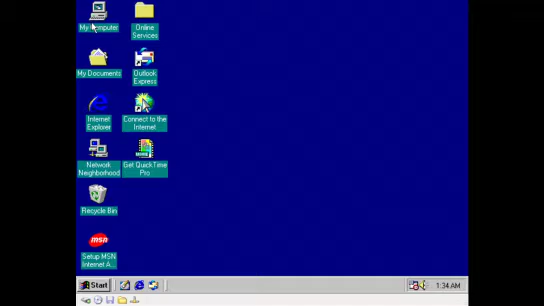 My Computer
Online
Services
My Documents
Outlook
Express
Internet
Explorer
Connect to the
Internet
Network
Neighborhood
Get QuickTime
Pro
Recycle Bin
msn
Setup MSN
Internet A...
Start
1:34 AM